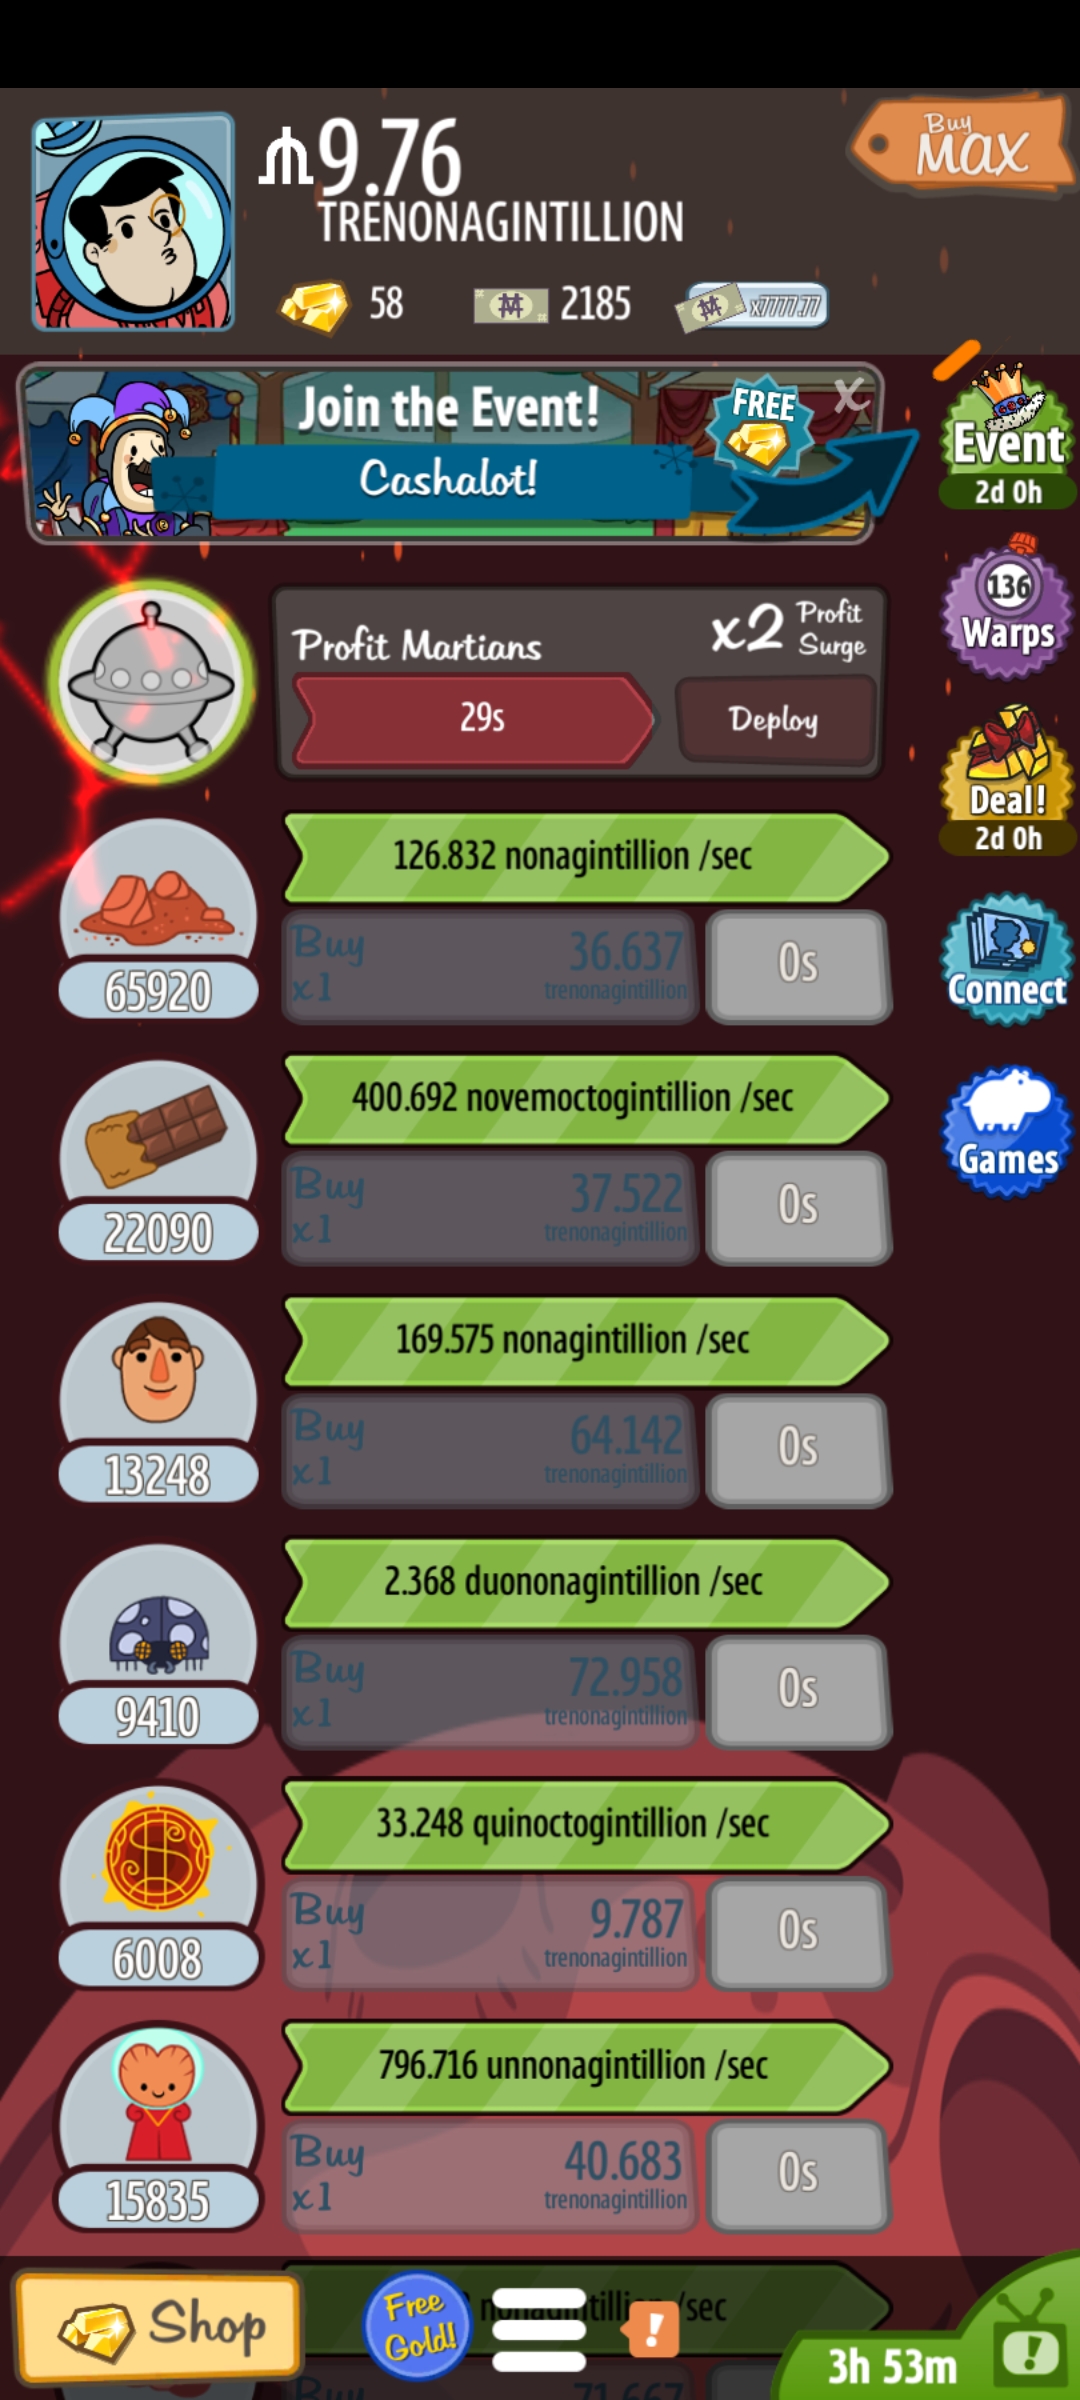 9.76
TRENONAGINTILLION
Buy
MAX
58
2185
x7777.77
Join the Event!
Cashalot!
FREE
X
Event
2d 0h
136
Warps
Profit Martians
x2 Profit
Surge
29s
Deploy
Deal!
2d 0h
126.832 nonagintillion /sec
Buy
x1
36.637
trenonagintillion
0s
65920
Connect
400.692 novemoctogintillion /sec
Buy
x1
37.522
trenonagintillion
0s
22090
Games
169.575 nonagintillion /sec
Buy
x1
64.142
trenonagintillion
0s
13248
2.368 duononagintillion /sec
Buy
x1
72.958
trenonagintillion
0s
9410
33.248 quinoctogintillion /sec
Buy
x1
9.787
trenonagintillion
0s
6008
796.716 unnonagintillion /sec
Buy
x1
40.683
trenonagintillion
0s
15835
Shop
Free
Gold!
/sec
!
3h 53m
!
Buy
71.667